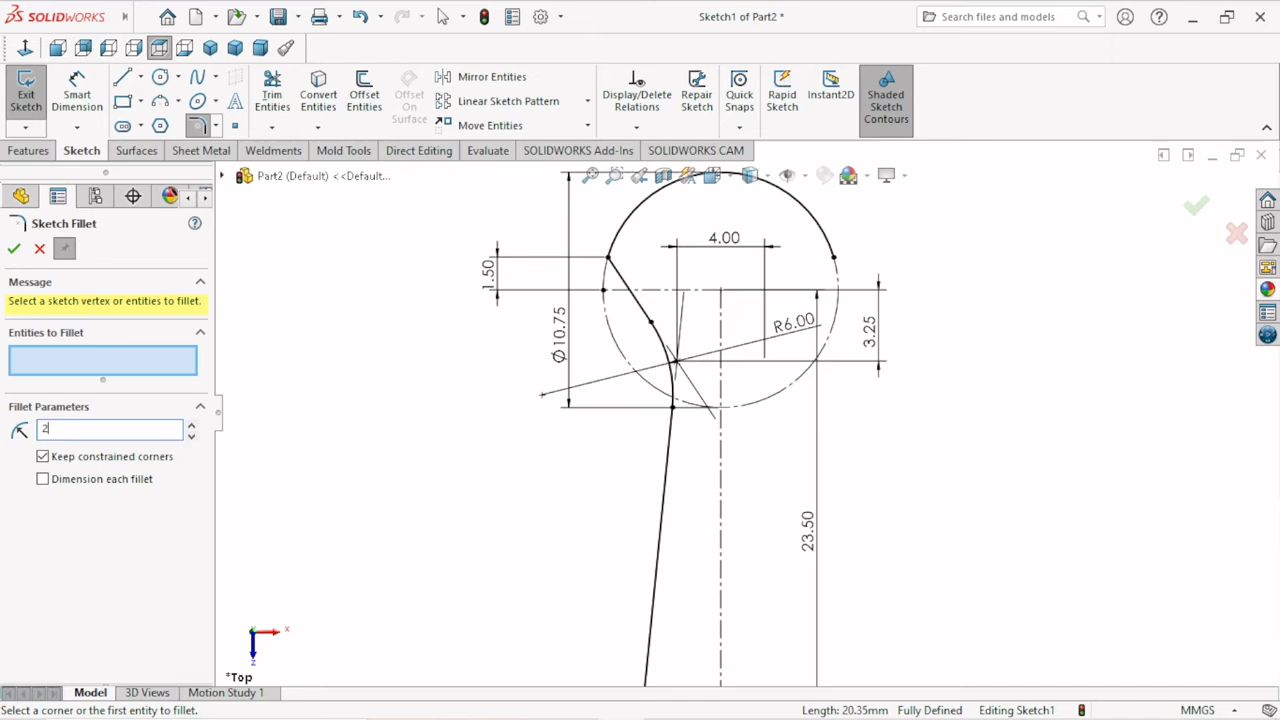 SOLIDWORKS
Sketch1 of Part2 *
Search files and models
Exit Sketch
Smart Dimension
Trim Entities
Convert Entities
Offset Entities
Offset On Surface
Mirror Entities
Linear Sketch Pattern
Move Entities
Display/Delete Relations
Repair Sketch
Quick Snaps
Rapid Sketch
Instant2D
Shaded Sketch Contours
Features
Sketch
Surfaces
Sheet Metal
Weldments
Mold Tools
Direct Editing
Evaluate
SOLIDWORKS Add-Ins
SOLIDWORKS CAM
Part2 (Default) <<Default...
Sketch Fillet
Message
Select a sketch vertex or entities to fillet.
Entities to Fillet
Fillet Parameters
2
Keep constrained corners
Dimension each fillet
4.00
1.50
Ø10.75
R6.00
3.25
23.50
x
z
*Top
Model
3D Views
Motion Study 1
Select a corner or the first entity to fillet.
Length: 20.35mm
Fully Defined
Editing Sketch1
MMGS